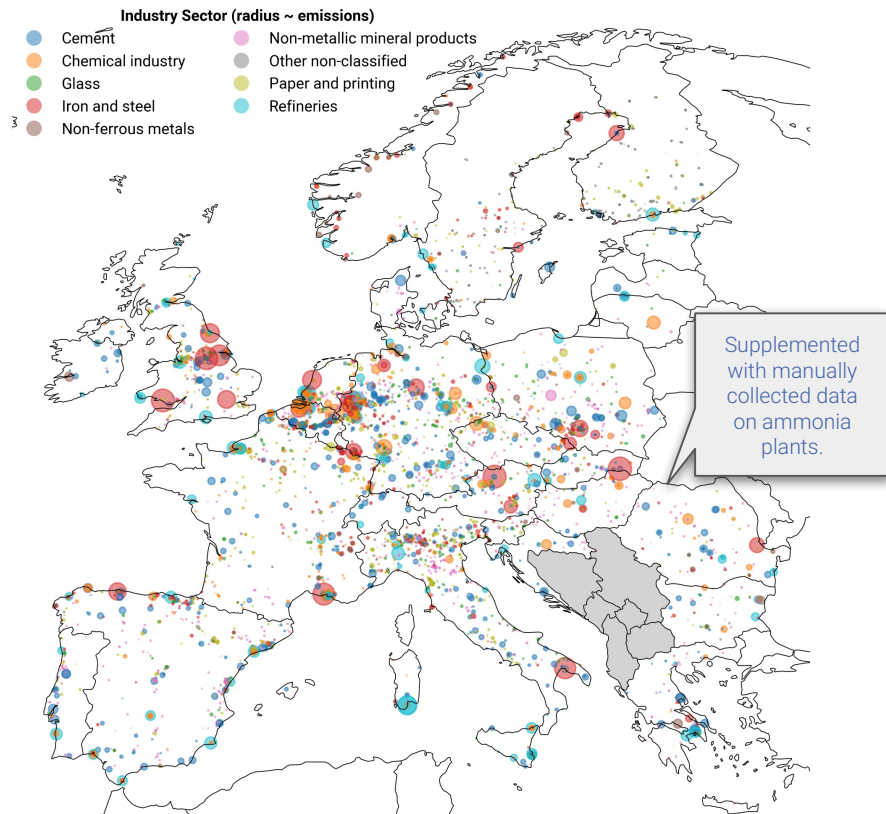 Industry Sector (radius ~ emissions)
Cement
Chemical industry
Glass
Iron and steel
Non-ferrous metals
Non-metallic mineral products
Other non-classified
Paper and printing
Refineries
Supplemented
with manually
collected data
on ammonia
plants.